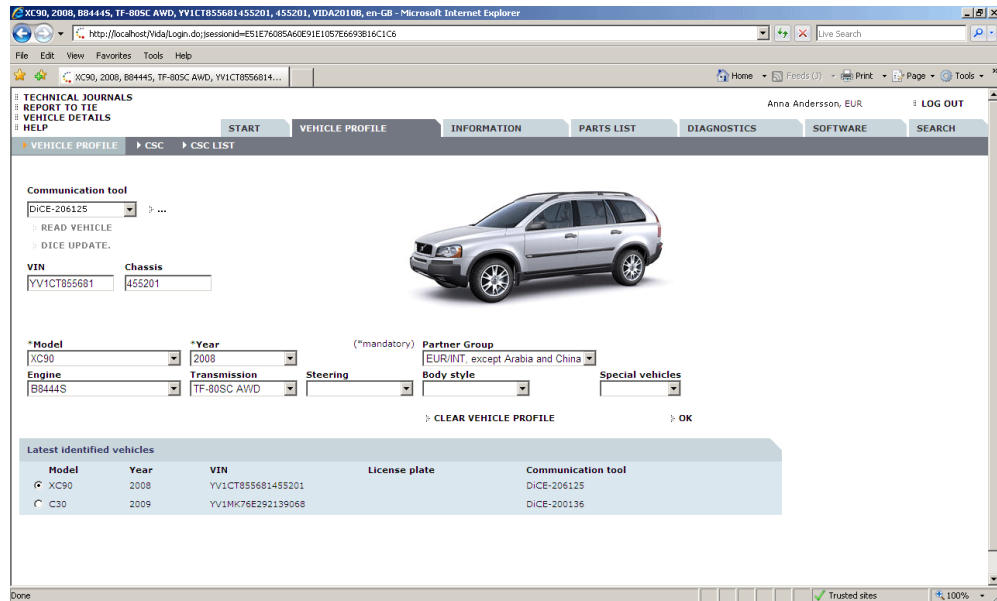 XC90, 2008, B8444S, TF-80SC AWD, YV1CT855681455201, 455201, VIDA2010B, en-GB - Microsoft Internet Explorer
http://localhost/Vida/Login.do;jsessionid=E51E76085A60E91E1057E6693B16C1C6
Live Search
File Edit View Favorites Tools Help
XC90, 2008, B8444S, TF-80SC AWD, YV1CT8556814...
Home Feeds (J) Print Page Tools »
TECHNICAL JOURNALS
REPORT TO TIE
VEHICLE DETAILS
HELP
Anna Andersson, EUR LOG OUT
START VEHICLE PROFILE INFORMATION PARTS LIST DIAGNOSTICS SOFTWARE SEARCH
VEHICLE PROFILE CSC CSC LIST
Communication tool
DiCE-206125 ...
READ VEHICLE
DICE UPDATE.
VIN Chassis
YV1CT855681 455201
*Model *Year (*mandatory) Partner Group
XC90 2008 EUR/INT, except Arabia and China
Engine Transmission Steering Body style Special vehicles
B8444S TF-80SC AWD
CLEAR VEHICLE PROFILE OK
Latest identified vehicles
Model Year VIN License plate Communication tool
XC90 2008 YV1CT855681455201 DiCE-206125
C30 2009 YV1MK76E292139068 DiCE-200136
Done Trusted sites 100%